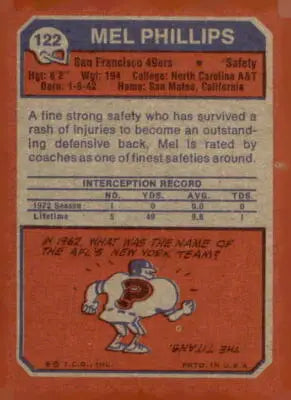 122 MEL PHILLIPS
San Francisco 49ers • Safety
Hgt: 6'2" Wgt: 194 College: North Carolina A&T
Born: 1-6-42 Home: San Mateo, California
A fine strong safety who has survived a
rash of injuries to become an outstand-
ing defensive back, Mel is rated by
coaches as one of finest safeties around.
INTERCEPTION RECORD
NO. YDS. AVG. TDS.
1972 Season 1 0 0.0 0
Lifetime 5 49 9.8 1
IN 1962, WHAT WAS THE NAME OF
THE AFL'S NEW YORK TEAM?
THE TITANS.
© T.C.G., INC. PRTD. IN U.S.A.